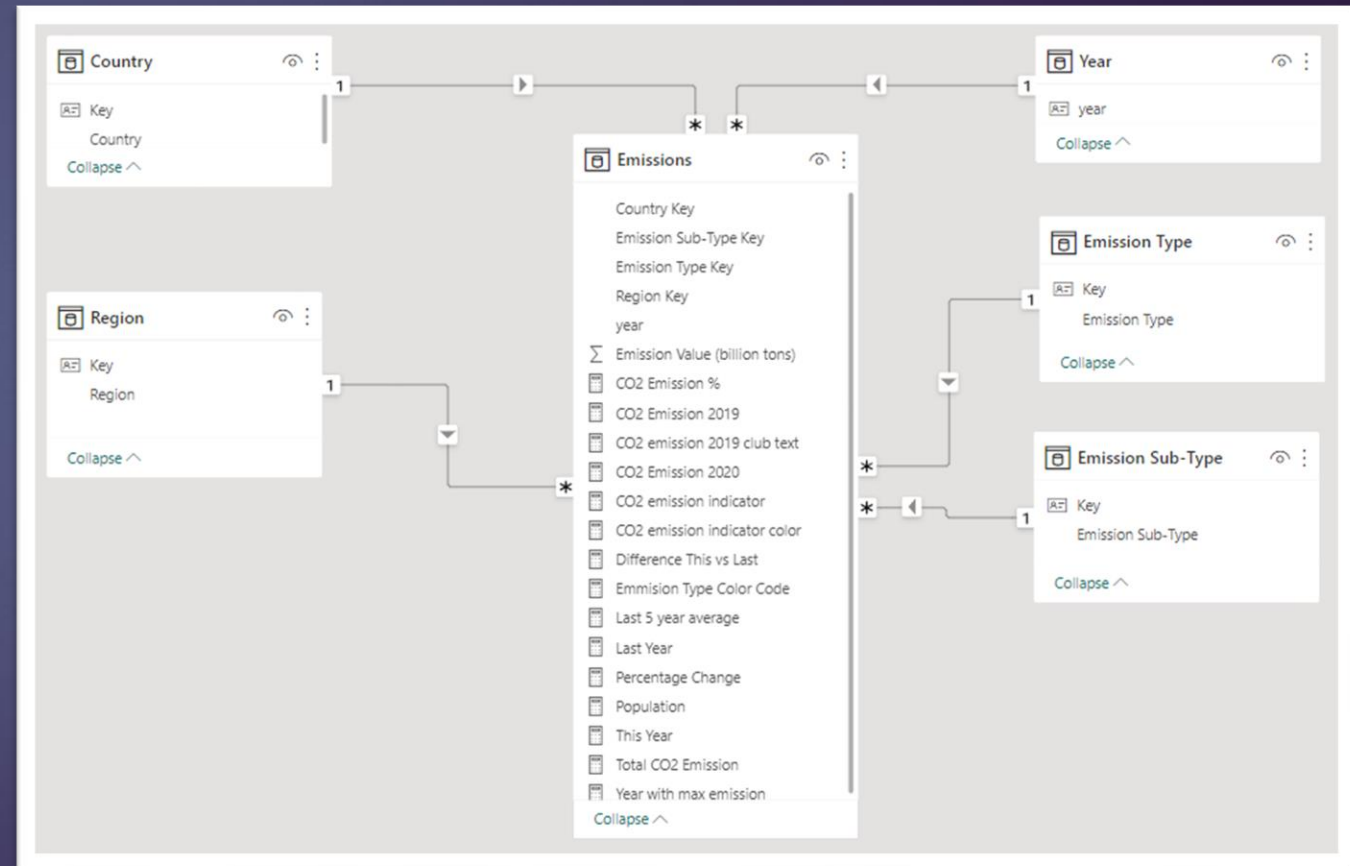 Country
Key
Country
Collapse
1
Region
Key
Region
Collapse
1
*
*
*
Emissions
Country Key
Emission Sub-Type Key
Emission Type Key
Region Key
year
∑ Emission Value (billion tons)
CO2 Emission %
CO2 Emission 2019
CO2 emission 2019 club text
CO2 Emission 2020
CO2 emission indicator
CO2 emission indicator color
Difference This vs Last
Emmision Type Color Code
Last 5 year average
Last Year
Percentage Change
Population
This Year
Total CO2 Emission
Year with max emission
Collapse
*
*
Year
1
year
Collapse
Emission Type
Key
1
Emission Type
Collapse
Emission Sub-Type
Key
1
Emission Sub-Type
Collapse